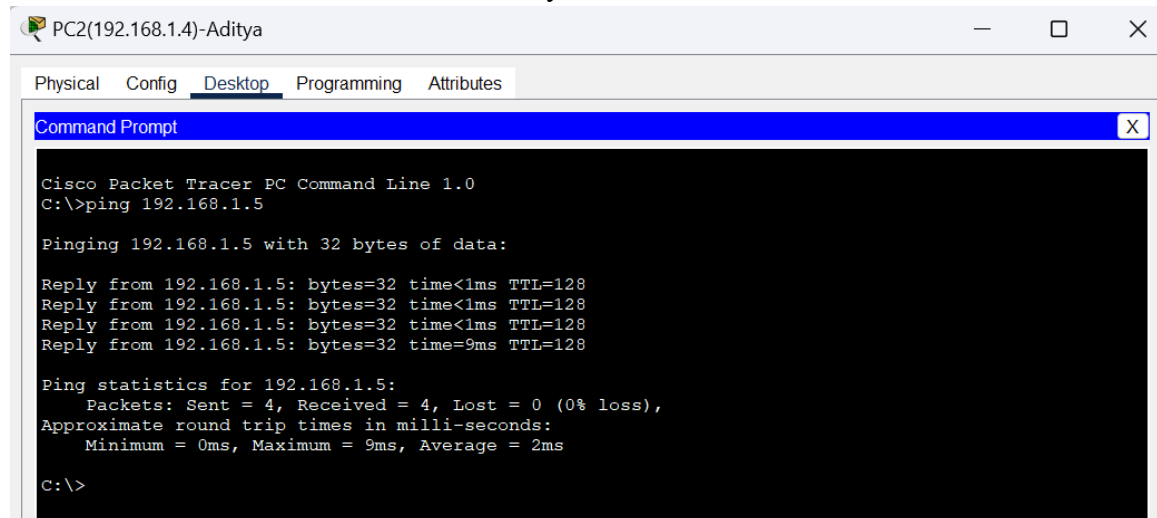 PC2(192.168.1.4)-Aditya
Physical Config Desktop Programming Attributes
Command Prompt X
Cisco Packet Tracer PC Command Line 1.0
C:\>ping 192.168.1.5
Pinging 192.168.1.5 with 32 bytes of data:
Reply from 192.168.1.5: bytes=32 time<1ms TTL=128
Reply from 192.168.1.5: bytes=32 time<1ms TTL=128
Reply from 192.168.1.5: bytes=32 time<1ms TTL=128
Reply from 192.168.1.5: bytes=32 time=9ms TTL=128
Ping statistics for 192.168.1.5:
Packets: Sent = 4, Received = 4, Lost = 0 (0% loss),
Approximate round trip times in milli-seconds:
Minimum = 0ms, Maximum = 9ms, Average = 2ms
C:\>